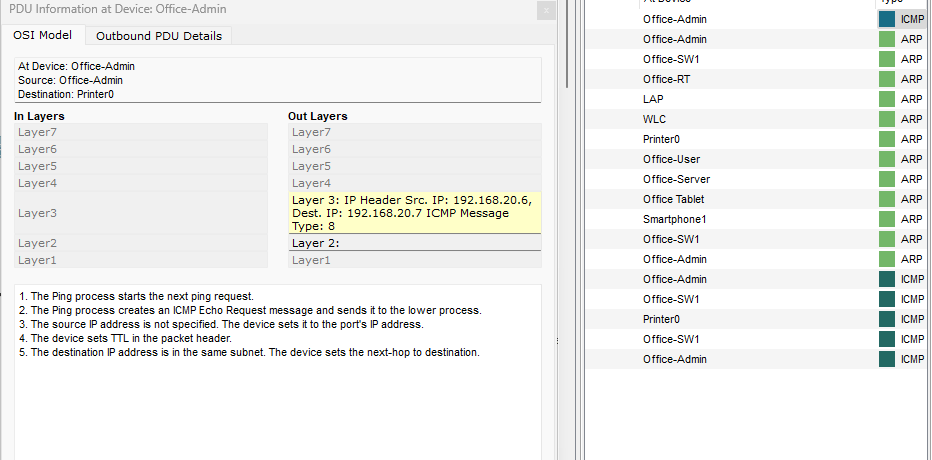 PDU Information at Device: Office-Admin
x
OSI Model
Outbound PDU Details
At Device: Office-Admin
Source: Office-Admin
Destination: Printer0
In Layers
Out Layers
Layer7
Layer7
Layer6
Layer6
Layer5
Layer5
Layer4
Layer4
Layer3
Layer 3: IP Header Src. IP: 192.168.20.6,
Dest. IP: 192.168.20.7 ICMP Message
Type: 8
Layer2
Layer 2:
Layer1
Layer1
1. The Ping process starts the next ping request.
2. The Ping process creates an ICMP Echo Request message and sends it to the lower process.
3. The source IP address is not specified. The device sets it to the port's IP address.
4. The device sets TTL in the packet header.
5. The destination IP address is in the same subnet. The device sets the next-hop to destination.
At Device Type
Office-Admin ICMP
Office-Admin ARP
Office-SW1 ARP
Office-RT ARP
LAP ARP
WLC ARP
Printer0 ARP
Office-User ARP
Office-Server ARP
Office Tablet ARP
Smartphone1 ARP
Office-SW1 ARP
Office-Admin ARP
Office-Admin ICMP
Office-SW1 ICMP
Printer0 ICMP
Office-SW1 ICMP
Office-Admin ICMP